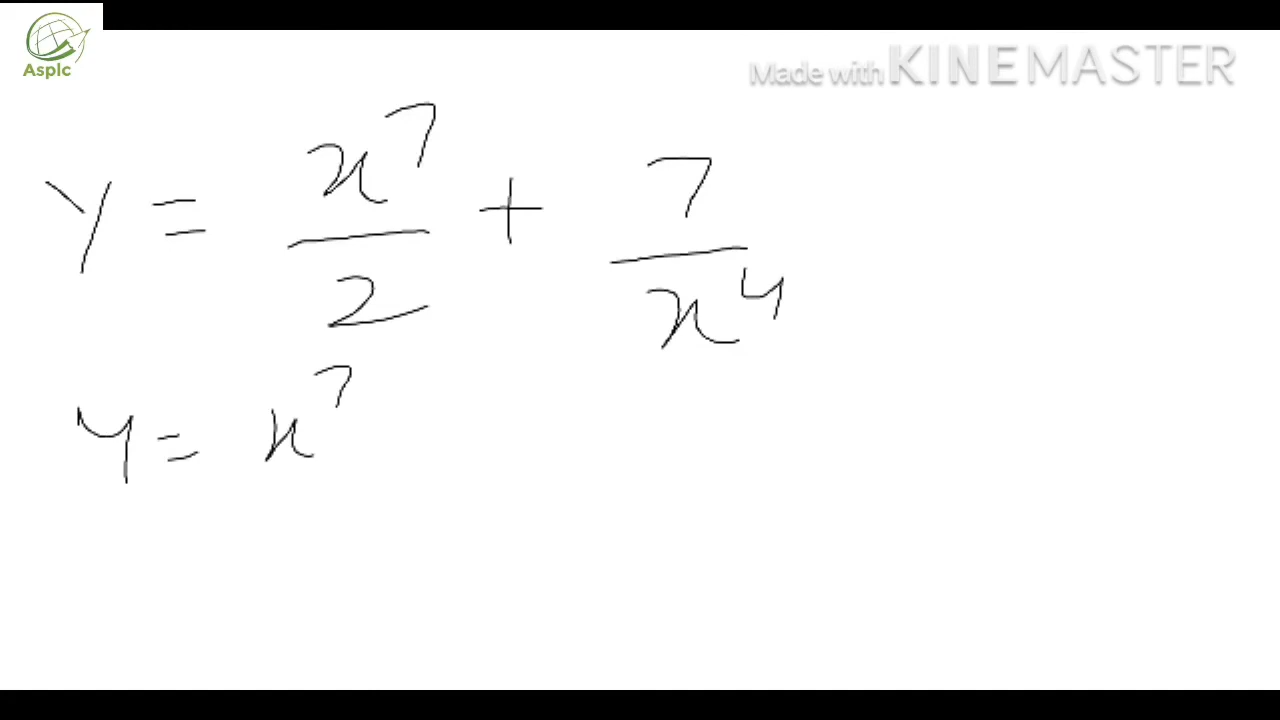 Asplc
Made with KINEMASTER
y = x^7/2 + 7/x^4
y = x^7